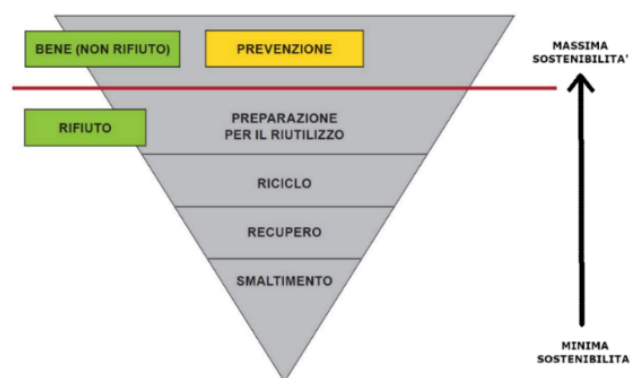 BENE (NON RIFIUTO)
PREVENZIONE
MASSIMA
SOSTENIBILITA'
RIFIUTO
PREPARAZIONE
PER IL RIUTILIZZO
RICICLO
RECUPERO
SMALTIMENTO
MINIMA
SOSTENIBILITA